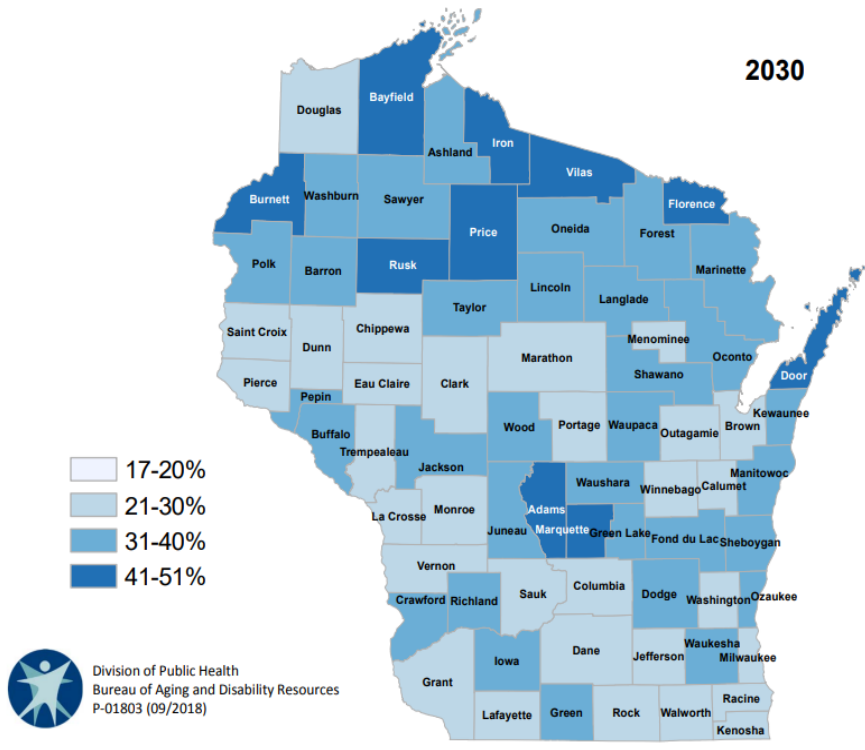 2030
Bayfield
Douglas
Iron
Ashland
Vilas
Burnett
Washburn
Sawyer
Florence
Price
Oneida
Forest
Polk
Barron
Rusk
Marinette
Lincoln
Langlade
Taylor
Saint Croix
Chippewa
Dunn
Menominee
Marathon
Oconto
Pierce
Eau Claire
Clark
Shawano
Door
Pepin
Buffalo
Trempealeau
Jackson
Wood
Portage
Waupaca
Outagamie
Brown
Kewaunee
17-20%
21-30%
31-40%
41-51%
Waushara
Winnebago
Calumet
Manitowoc
La Crosse
Monroe
Juneau
Adams
Marquette
Green Lake
Fond du Lac
Sheboygan
Vernon
Crawford
Richland
Sauk
Columbia
Dodge
Washington
Ozaukee
Grant
Iowa
Dane
Jefferson
Waukesha
Milwaukee
Lafayette
Green
Rock
Walworth
Racine
Kenosha
Division of Public Health
Bureau of Aging and Disability Resources
P-01803 (09/2018)